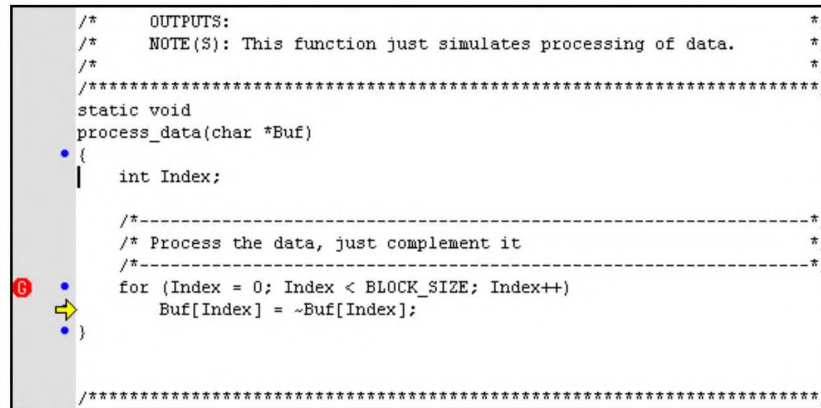 /*     OUTPUTS:                                                        *
/*     NOTE(S): This function just simulates processing of data.       *
/*                                                                     *
/***********************************************************************
static void
process_data(char *Buf)
{
    int Index;
    /*-----------------------------------------------------------------*
    /* Process the data, just complement it                            *
    /*-----------------------------------------------------------------*
G    for (Index = 0; Index < BLOCK_SIZE; Index++)
        Buf[Index] = ~Buf[Index];
}
/***********************************************************************